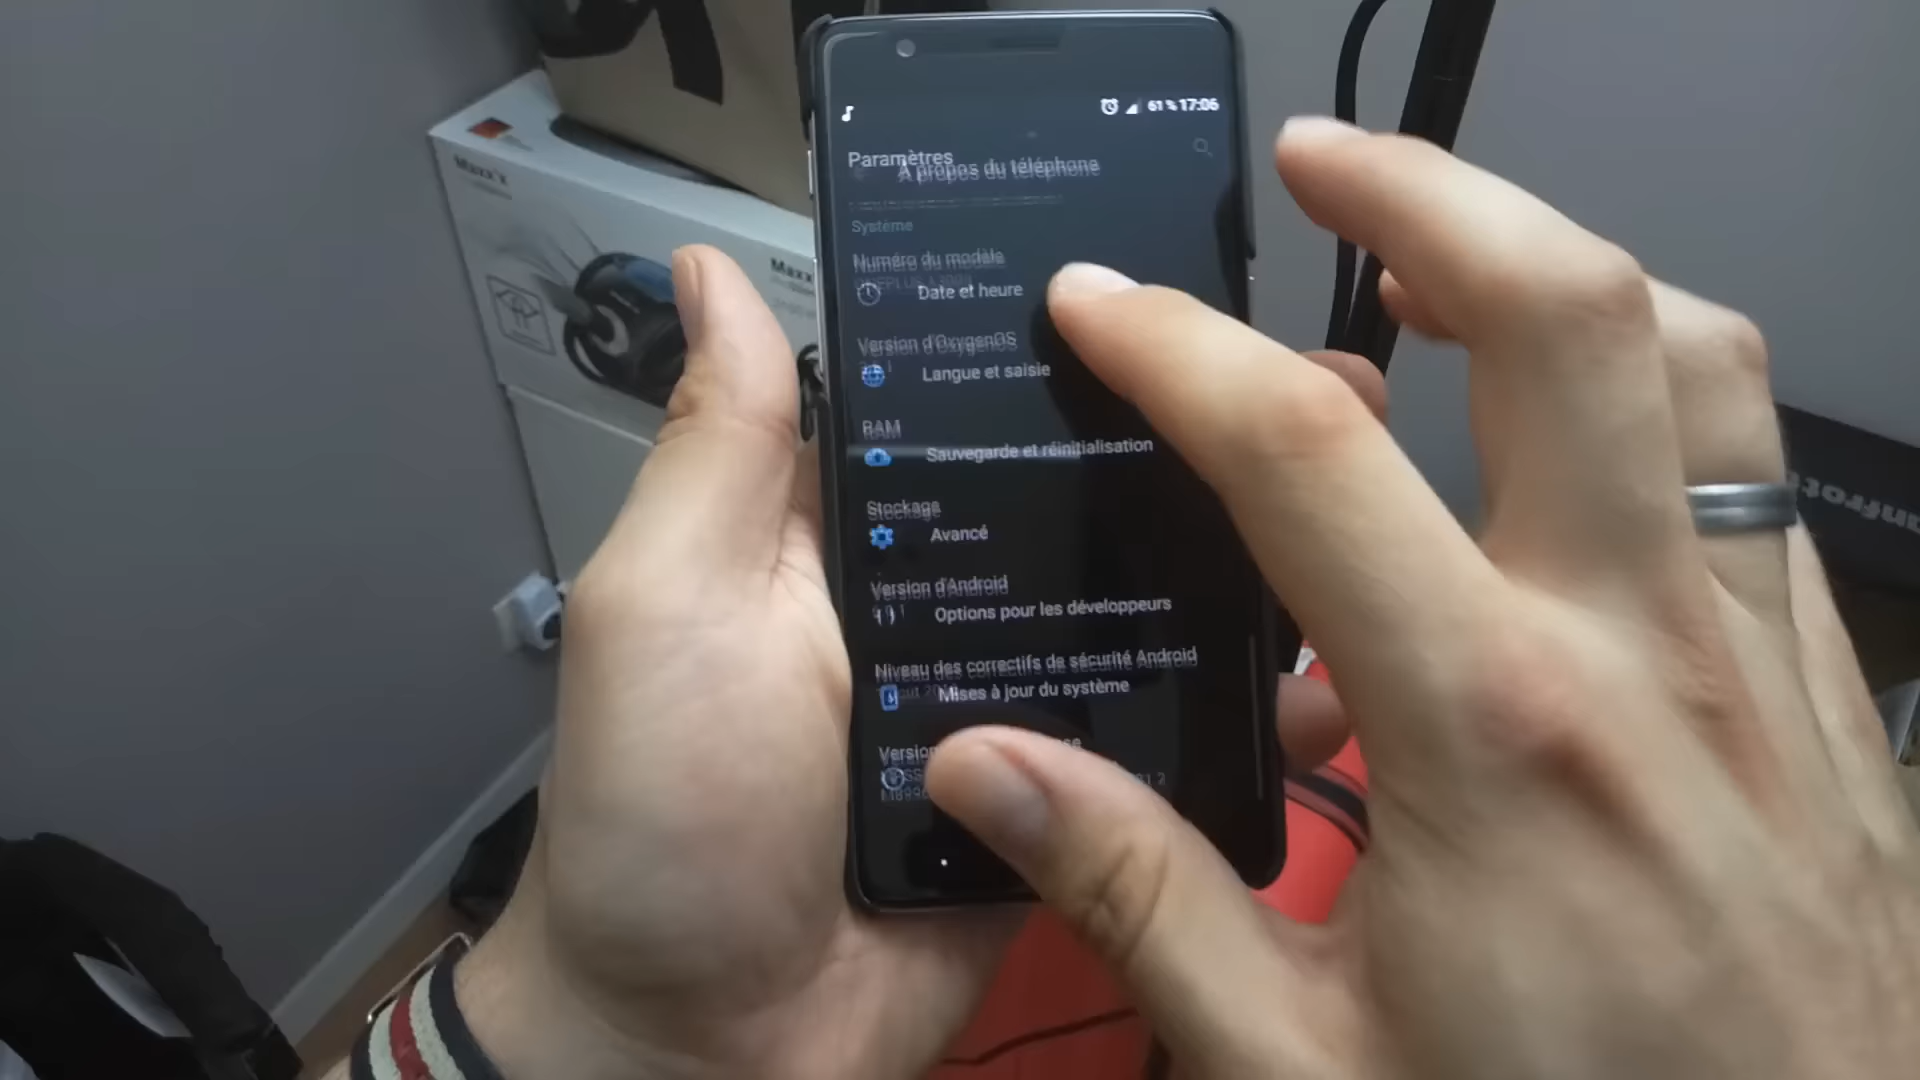 61 % 17:06
Paramètres
À propos du téléphone
Système
Numéro du modèle
Date et heure
Version d'OxygenOS
Langue et saisie
RAM
Sauvegarde et réinitialisation
Stockage
Avancé
Version d'Android
Options pour les développeurs
Niveau des correctifs de sécurité Android
Mises à jour du système
Version
Maxx'x